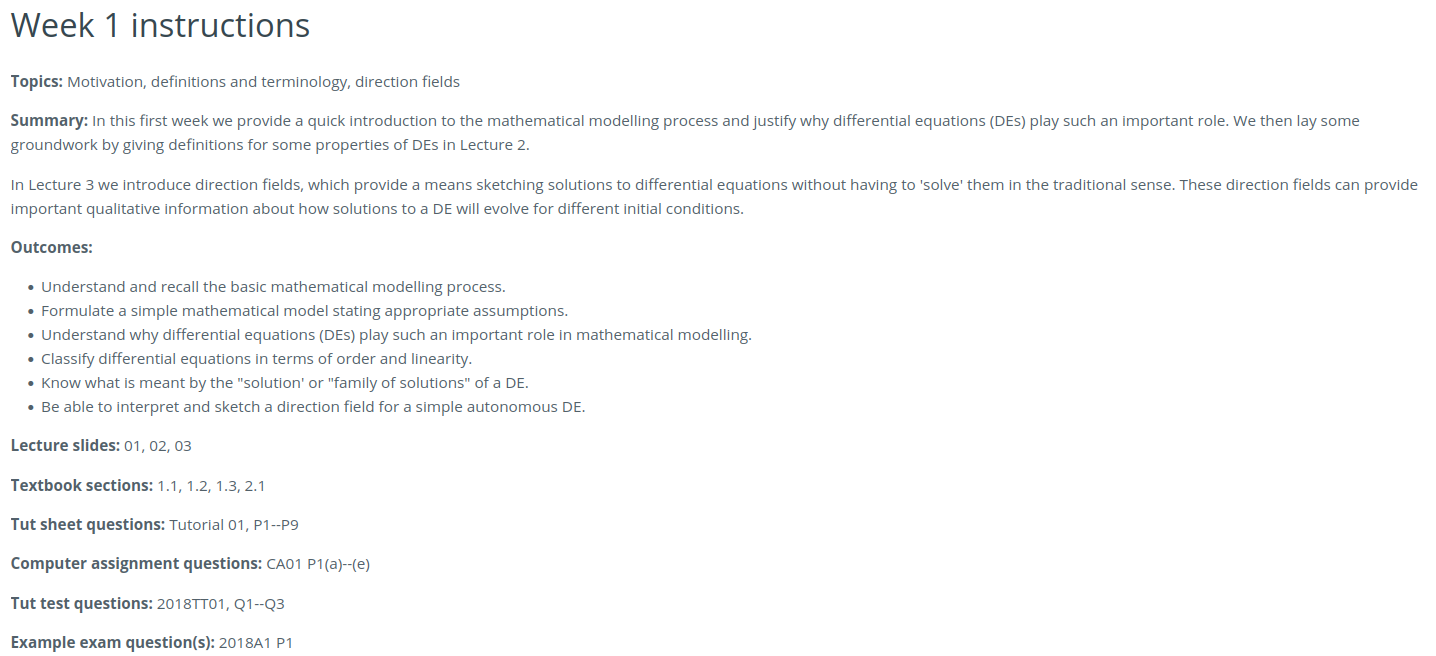 Week 1 instructions
Topics: Motivation, definitions and terminology, direction fields
Summary: In this first week we provide a quick introduction to the mathematical modelling process and justify why differential equations (DEs) play such an important role. We then lay some
groundwork by giving definitions for some properties of DEs in Lecture 2.
In Lecture 3 we introduce direction fields, which provide a means sketching solutions to differential equations without having to 'solve' them in the traditional sense. These direction fields can provide
important qualitative information about how solutions to a DE will evolve for different initial conditions.
Outcomes:
• Understand and recall the basic mathematical modelling process.
• Formulate a simple mathematical model stating appropriate assumptions.
• Understand why differential equations (DEs) play such an important role in mathematical modelling.
• Classify differential equations in terms of order and linearity.
• Know what is meant by the "solution' or "family of solutions" of a DE.
• Be able to interpret and sketch a direction field for a simple autonomous DE.
Lecture slides: 01, 02, 03
Textbook sections: 1.1, 1.2, 1.3, 2.1
Tut sheet questions: Tutorial 01, P1--P9
Computer assignment questions: CA01 P1(a)--(e)
Tut test questions: 2018TT01, Q1--Q3
Example exam question(s): 2018A1 P1